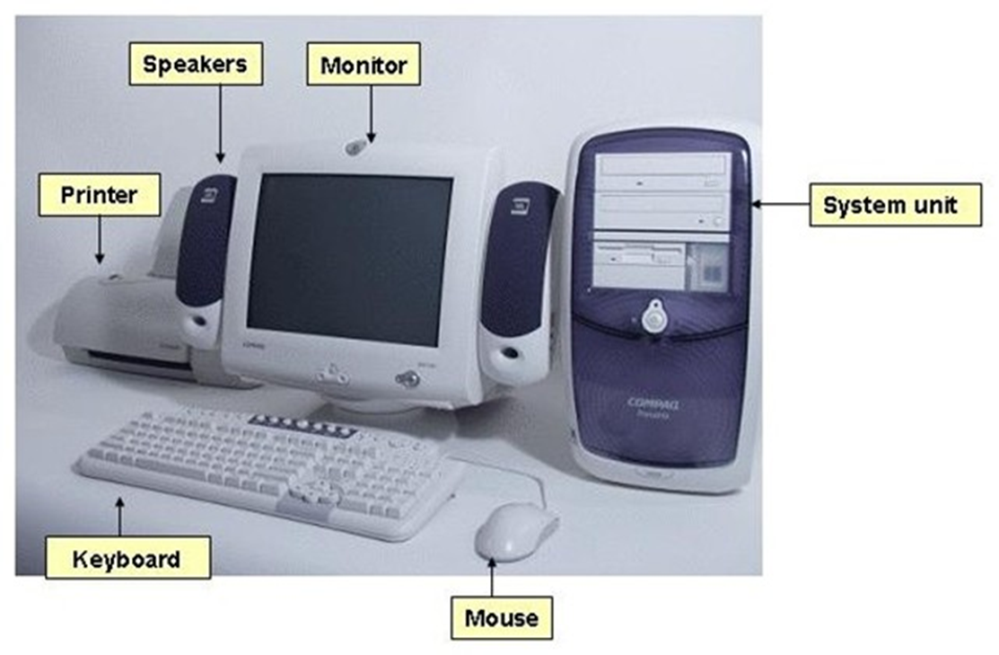 Speakers
Monitor
Printer
System unit
COMPAQ
Keyboard
Mouse